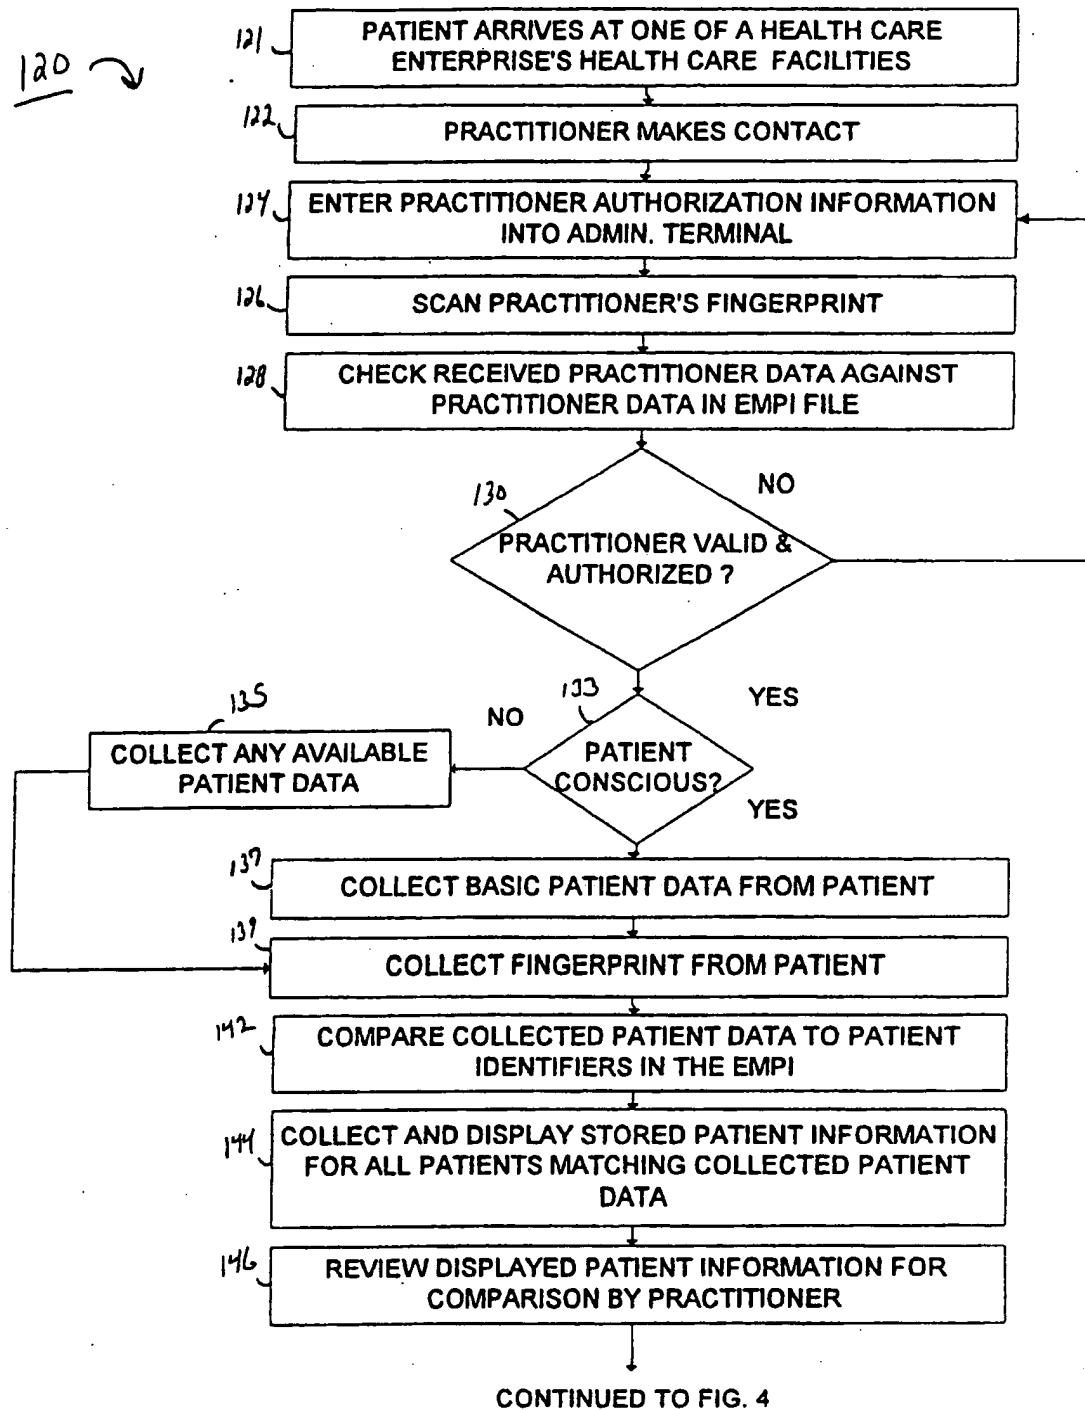 120
121
PATIENT ARRIVES AT ONE OF A HEALTH CARE
ENTERPRISE'S HEALTH CARE FACILITIES
122
PRACTITIONER MAKES CONTACT
124
ENTER PRACTITIONER AUTHORIZATION INFORMATION
INTO ADMIN. TERMINAL
126
SCAN PRACTITIONER'S FINGERPRINT
128
CHECK RECEIVED PRACTITIONER DATA AGAINST
PRACTITIONER DATA IN EMPI FILE
130
NO
PRACTITIONER VALID &
AUTHORIZED ?
133
YES
135
NO
COLLECT ANY AVAILABLE
PATIENT DATA
PATIENT
CONSCIOUS?
YES
137
COLLECT BASIC PATIENT DATA FROM PATIENT
139
COLLECT FINGERPRINT FROM PATIENT
142
COMPARE COLLECTED PATIENT DATA TO PATIENT
IDENTIFIERS IN THE EMPI
144
COLLECT AND DISPLAY STORED PATIENT INFORMATION
FOR ALL PATIENTS MATCHING COLLECTED PATIENT
DATA
146
REVIEW DISPLAYED PATIENT INFORMATION FOR
COMPARISON BY PRACTITIONER
CONTINUED TO FIG. 4